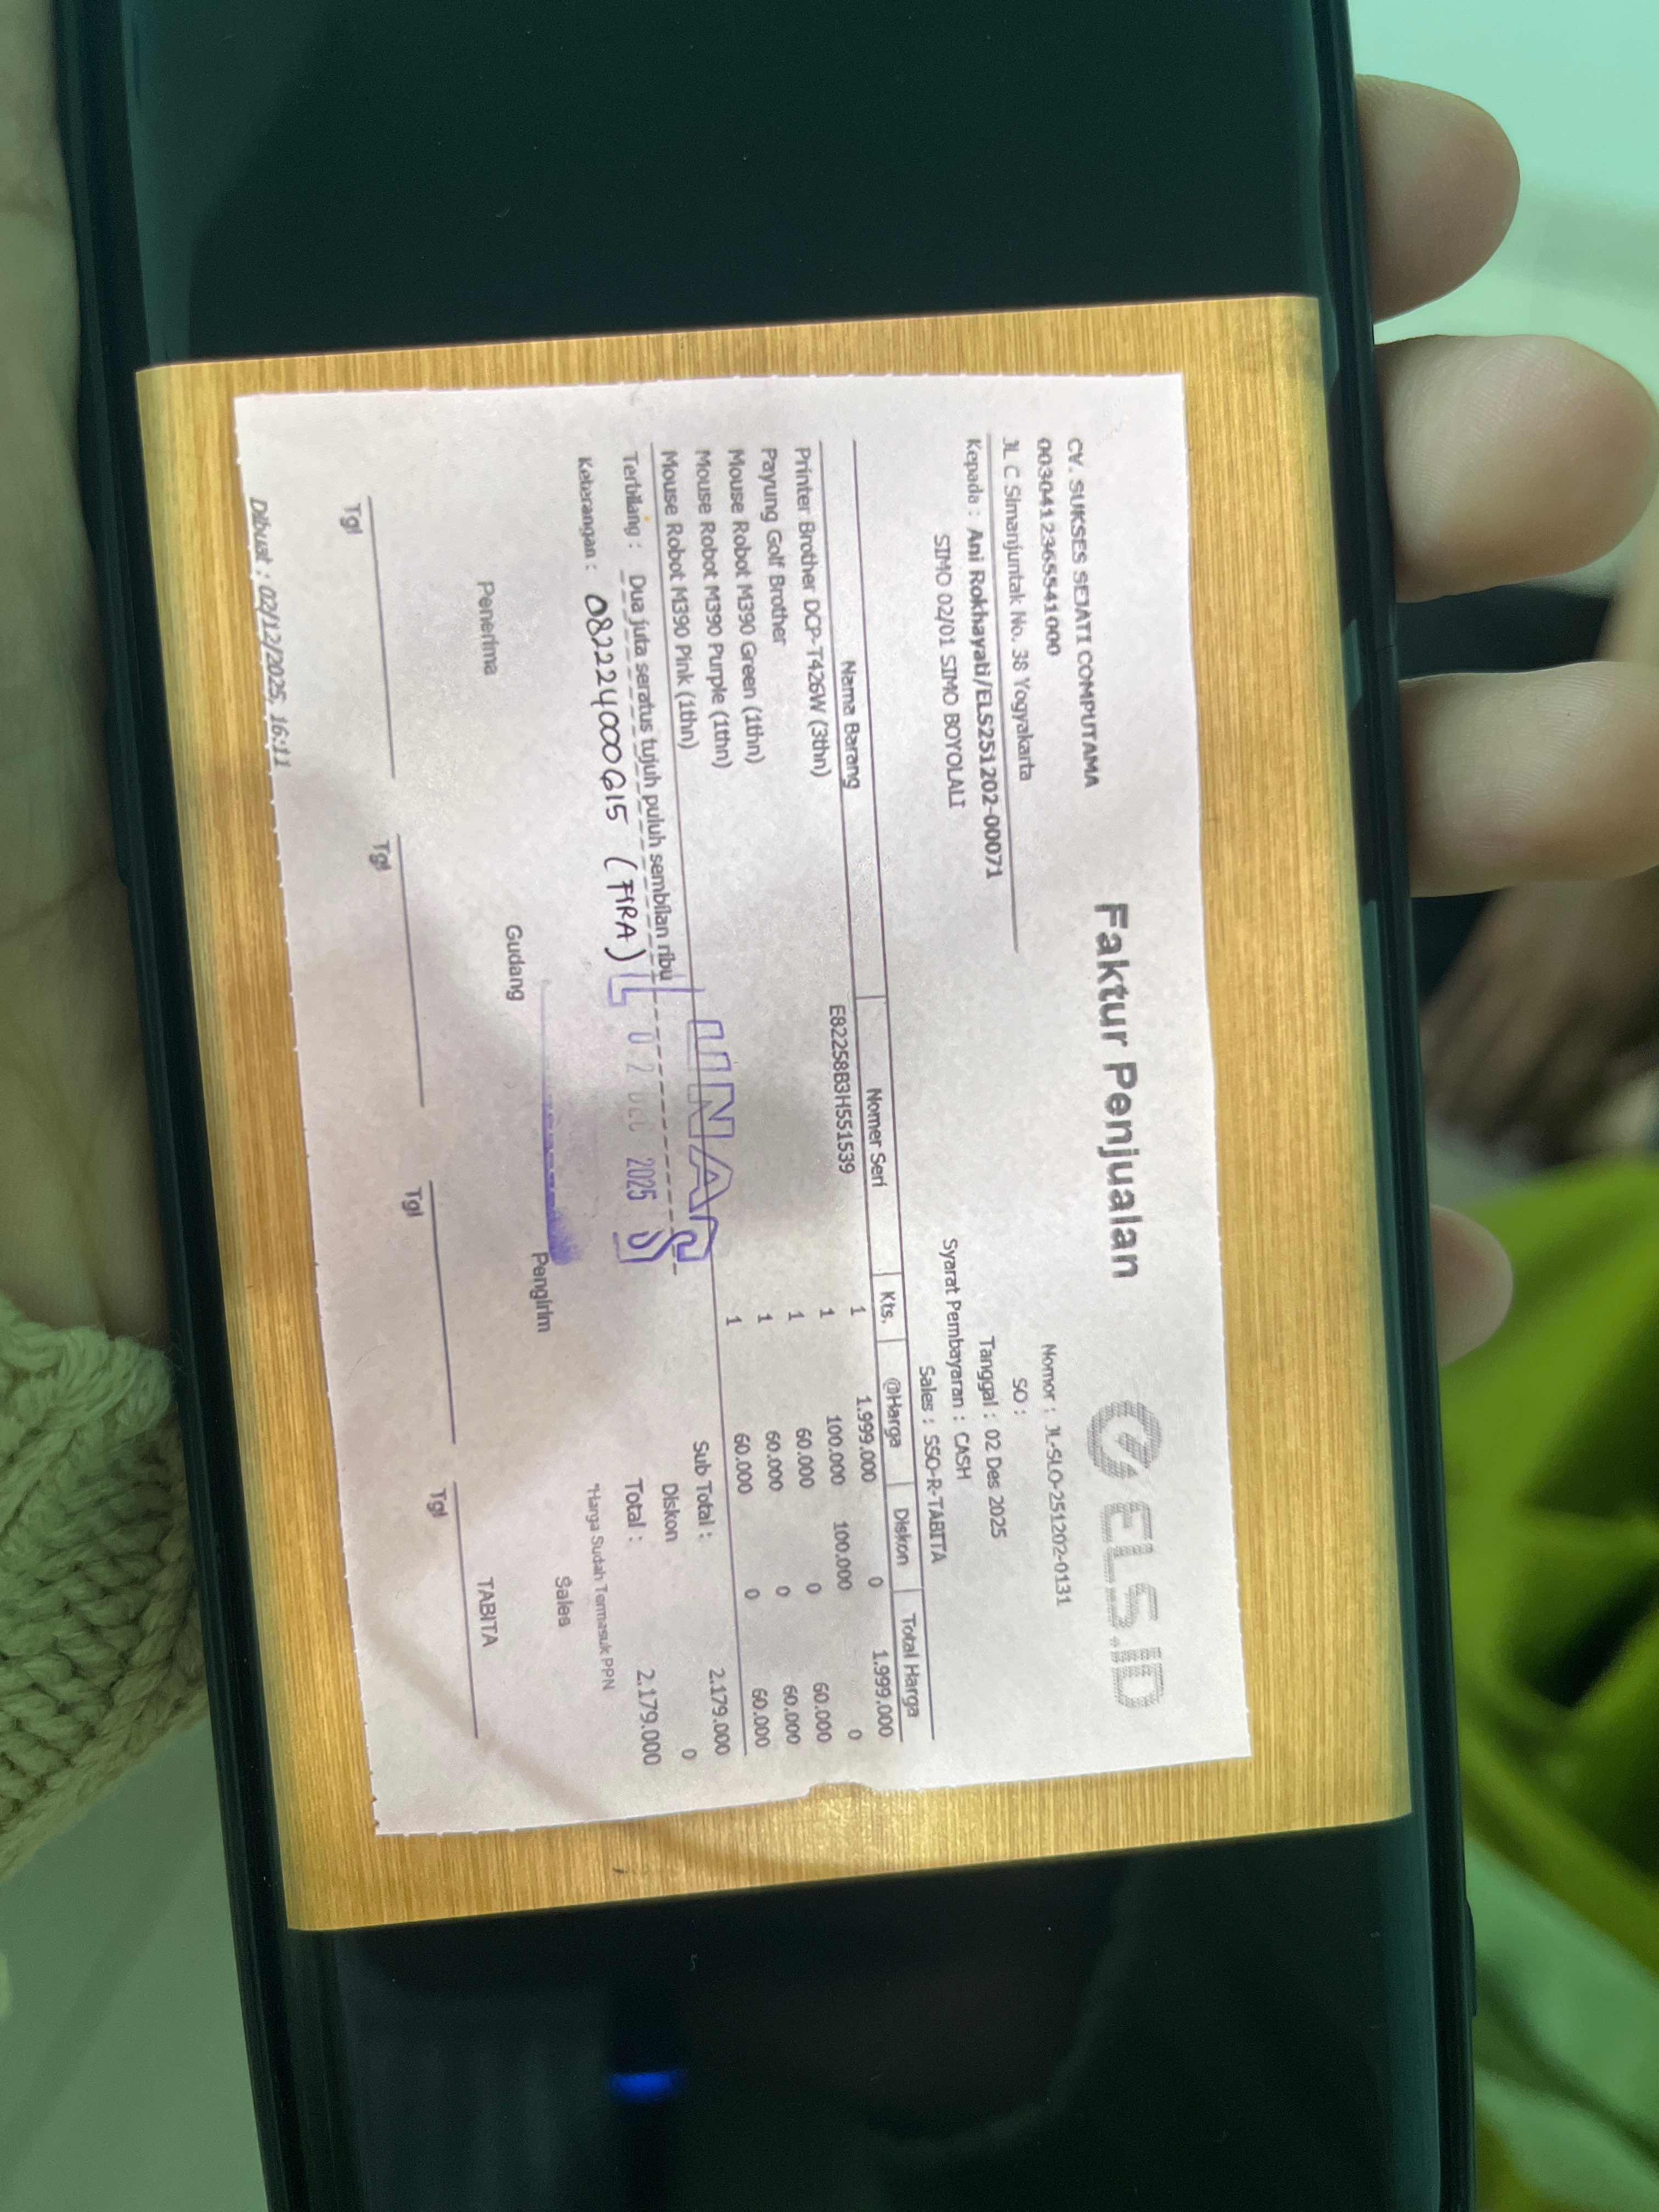 Faktur Penjualan
ELS.ID
CV. SUKSES SEJATI COMPUTAMA
0030412365541000
JL C Simanjuntak No. 38 Yogyakarta
Kepada : Ani Rokhayati/ELS251202-00071
SIMO 02/01 SIMO BOYOLALI
Nomor : JL-SLO-251202-0131
SO :
Tanggal : 02 Des 2025
Syarat Pembayaran : CASH
Sales : SSO-R-TABITA
Nama Barang Nomer Seri Kts. @Harga Diskon Total Harga
Printer Brother DCP-T426W (3thn) E82258B3H551539 1 1.999.000 0 1.999.000
Payung Golf Brother 1 100.000 100.000 0
Mouse Robot M390 Green (1thn) 1 60.000 0 60.000
Mouse Robot M390 Purple (1thn) 1 60.000 0 60.000
Mouse Robot M390 Pink (1thn) 1 60.000 0 60.000
Terbilang : Dua juta seratus tujuh puluh sembilan ribu
Sub Total : 2.179.000
Diskon 0
Total : 2.179.000
*Harga Sudah Termasuk PPN
Keterangan : 082224000615 (FIRA)
LUNAS
02 DEC 2025
Penerima Gudang Pengirim Sales
TABITA
Tgl Tgl Tgl Tgl
Dibuat : 02/12/2025, 16:11